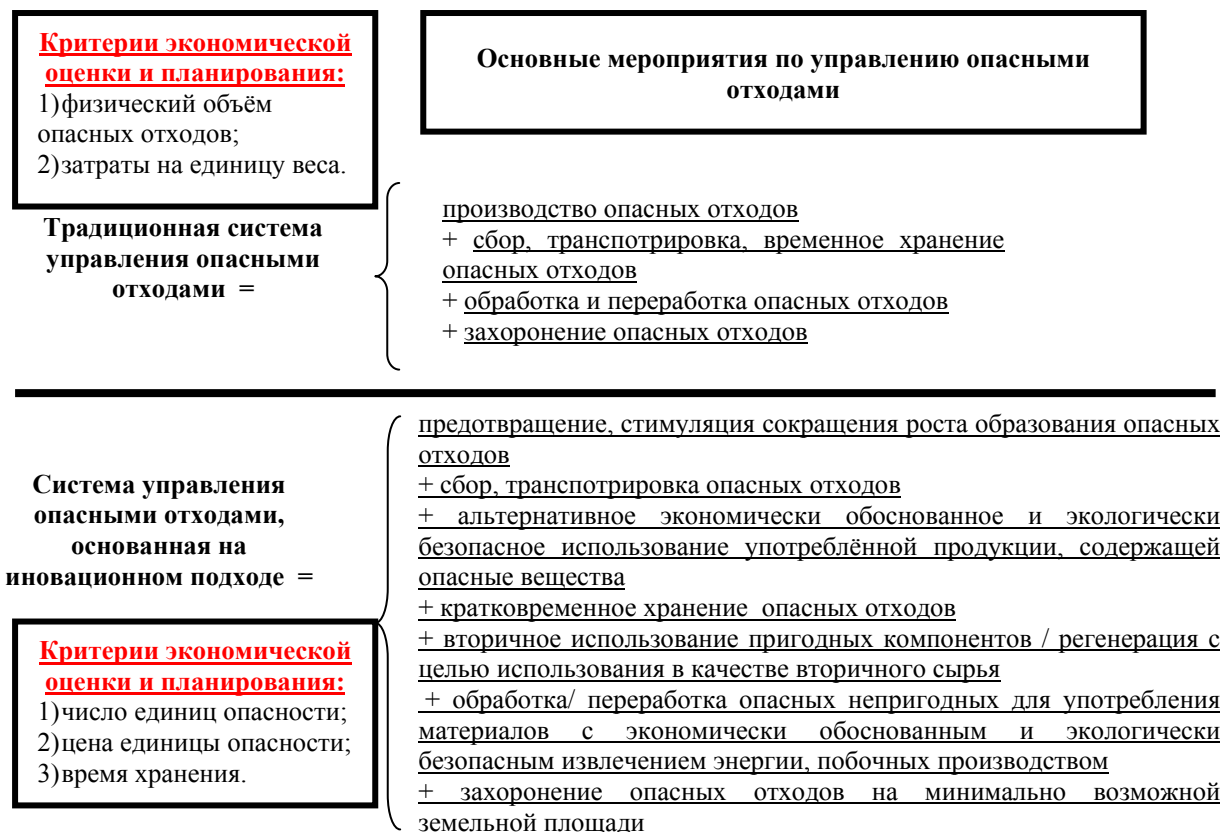 Критерии экономической
оценки и планирования:
1)физический объём
опасных отходов;
2)затраты на единицу веса.
Основные мероприятия по управлению опасными
отходами
Традиционная система
управления опасными
отходами =
производство опасных отходов
+ сбор, транспотрировка, временное хранение
опасных отходов
+ обработка и переработка опасных отходов
+ захоронение опасных отходов
Система управления
опасными отходами,
основанная на
иновационном подходе =
Критерии экономической
оценки и планирования:
1)число единиц опасности;
2)цена единицы опасности;
3)время хранения.
предотвращение, стимуляция сокращения роста образования опасных
отходов
+ сбор, транспотрировка опасных отходов
+ альтернативное экономически обоснованное и экологически
безопасное использование употреблённой продукции, содержащей
опасные вещества
+ кратковременное хранение опасных отходов
+ вторичное использование пригодных компонентов / регенерация с
целью использования в качестве вторичного сырья
+ обработка/ переработка опасных непригодных для употребления
материалов с экономически обоснованным и экологически
безопасным извлечением энергии, побочных производством
+ захоронение опасных отходов на минимально возможной
земельной площади